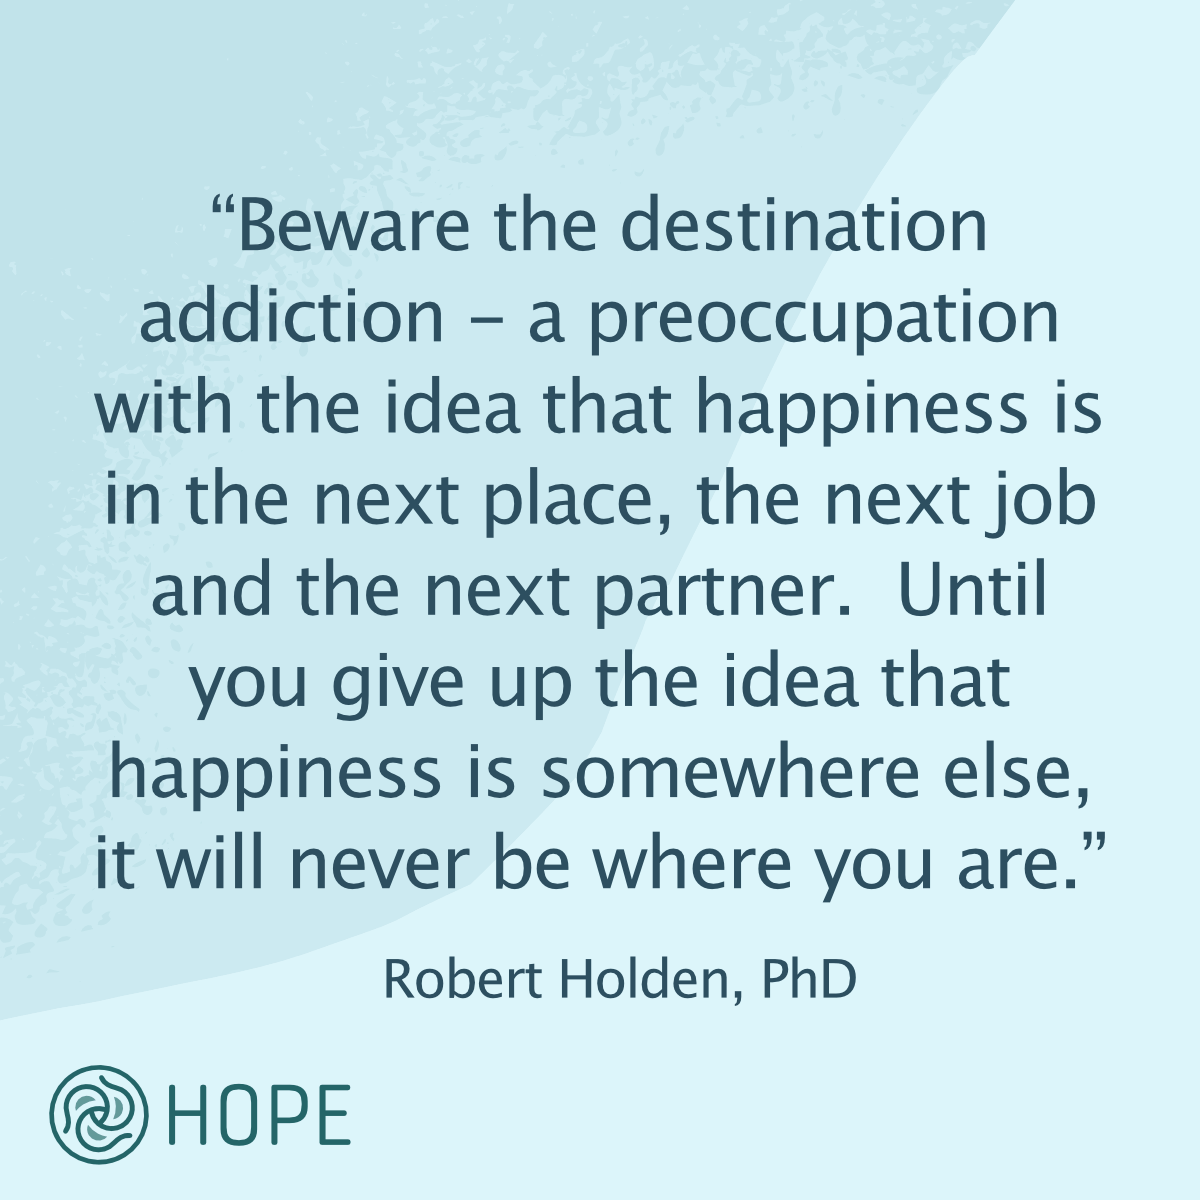 “Beware the destination
addiction – a preoccupation
with the idea that happiness is
in the next place, the next job
and the next partner.  Until
you give up the idea that
happiness is somewhere else,
it will never be where you are.”
Robert Holden, PhD
HOPE